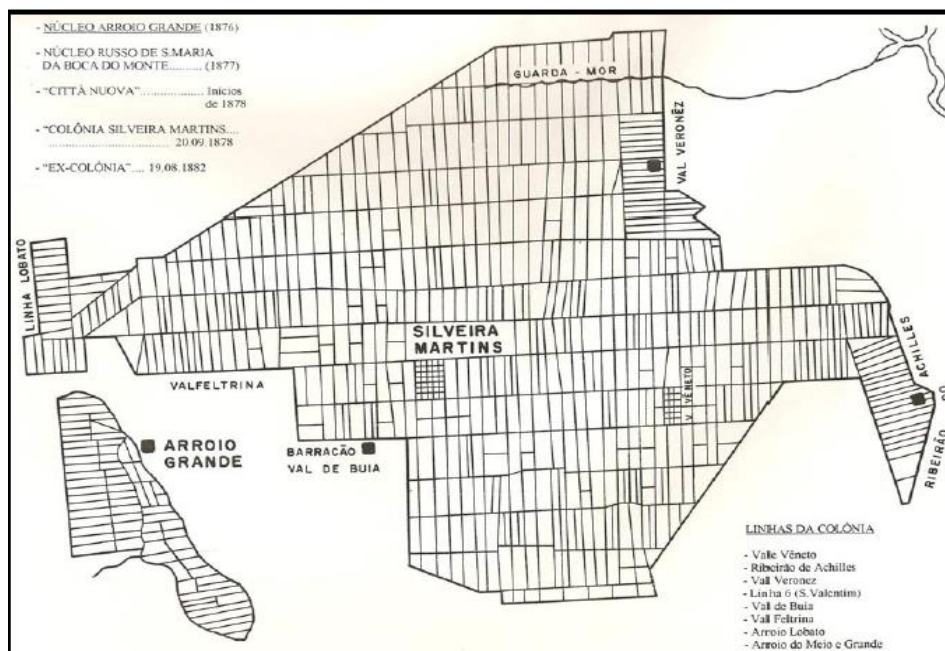 - NÚCLEO ARROIO GRANDE (1876)
- NÚCLEO RUSSO DE S.MARIA
DA BOCA DO MONTE.......... (1877)
- "CITTÀ NUOVA"................... Inícios
de 1878
- "COLÔNIA SILVEIRA MARTINS....
.................................. 20.09.1878
- "EX-COLÔNIA".... 19.08.1882
GUARDA - MOR
VAL VERONÊZ
LINHA LOBATO
SILVEIRA
MARTINS
VALFELTRINA
V. VÊNETO
RIBEIRÃO DO ACHILLES
ARROIO
GRANDE
BARRACÃO
VAL DE BUIA
LINHAS DA COLÔNIA
- Valle Vêneto
- Ribeirão de Achilles
- Vall Veronez
- Linha 6 (S.Valentim)
- Val de Buia
- Vall Feltrina
- Arroio Lobato
- Arroio do Meio e Grande